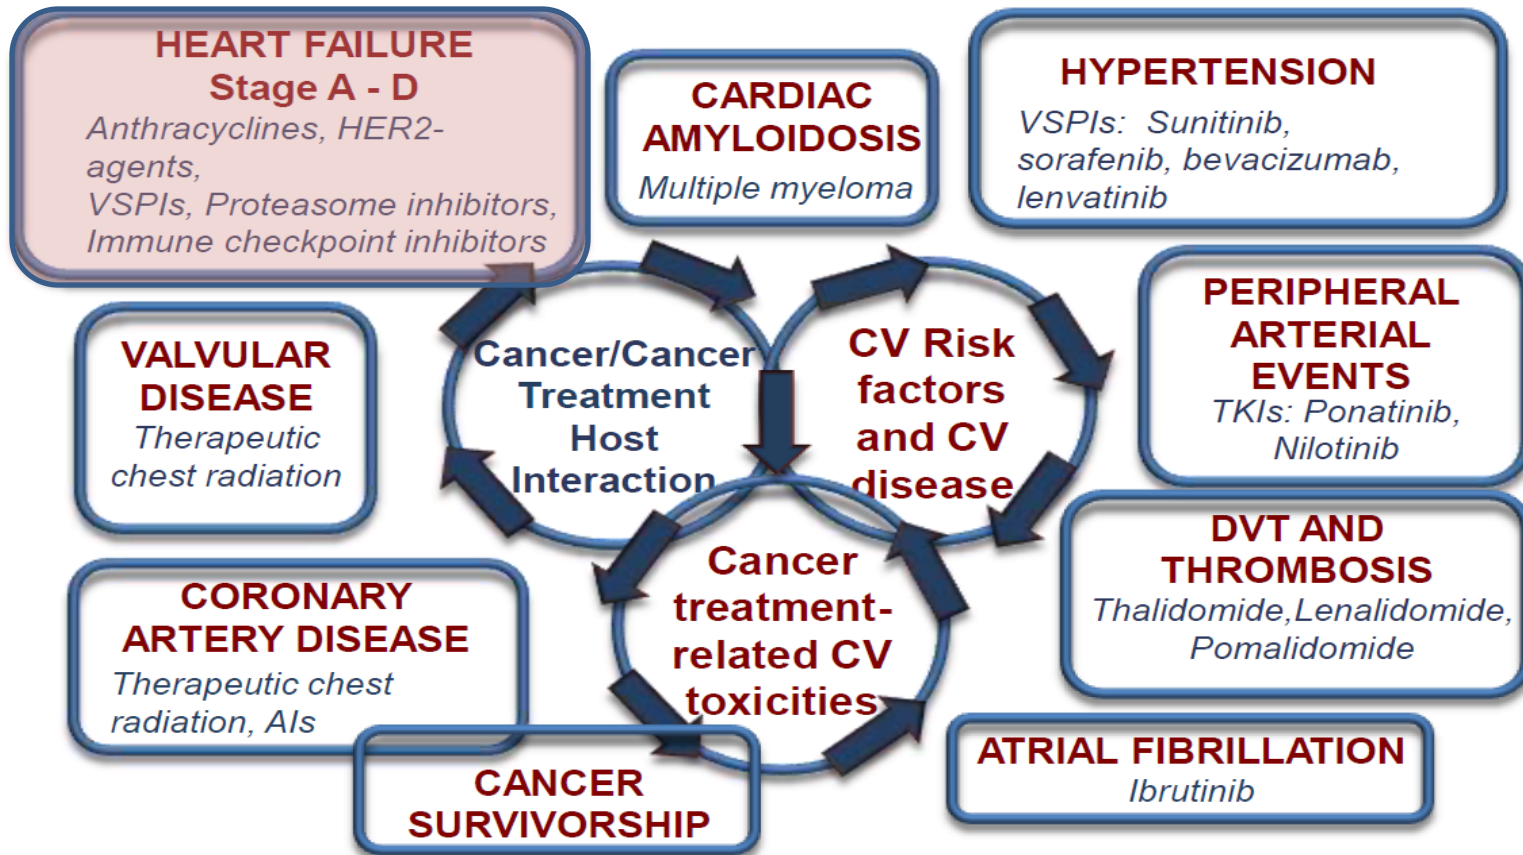 HEART FAILURE
Stage A - D
Anthracyclines, HER2-
agents,
VSPIs, Proteasome inhibitors,
Immune checkpoint inhibitors
CARDIAC
AMYLOIDOSIS
Multiple myeloma
HYPERTENSION
VSPIs: Sunitinib,
sorafenib, bevacizumab,
lenvatinib
VALVULAR
DISEASE
Therapeutic
chest radiation
Cancer/Cancer
Treatment
Host
Interaction
CV Risk
factors
and CV
disease
PERIPHERAL
ARTERIAL
EVENTS
TKIs: Ponatinib,
Nilotinib
CORONARY
ARTERY DISEASE
Therapeutic chest
radiation, AIs
Cancer
treatment-
related CV
toxicities
DVT AND
THROMBOSIS
Thalidomide,Lenalidomide,
Pomalidomide
CANCER
SURVIVORSHIP
ATRIAL FIBRILLATION
Ibrutinib